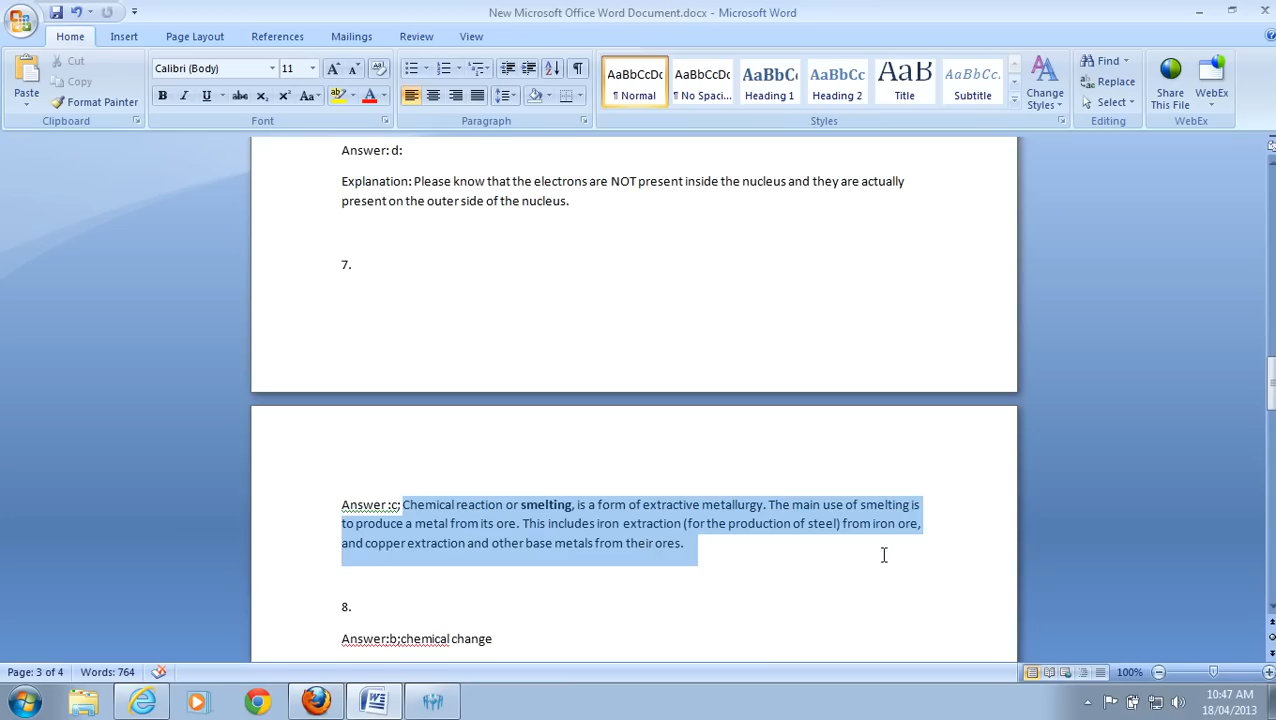 New Microsoft Office Word Document.docx - Microsoft Word
Home Insert Page Layout References Mailings Review View
Cut
Copy
Format Painter
Paste
Clipboard
Calibri (Body) 11
Font
Paragraph
AaBbCcDc AaBbCcDc AaBbC( AaBbCc AaB AaBbCc.
¶ Normal ¶ No Spaci... Heading 1 Heading 2 Title Subtitle
Change Styles
Styles
Find
Replace
Select
Editing
Share This File
WebEx
WebEx
Answer: d:
Explanation: Please know that the electrons are NOT present inside the nucleus and they are actually
present on the outer side of the nucleus.
7.
Answer :c; Chemical reaction or smelting, is a form of extractive metallurgy. The main use of smelting is
to produce a metal from its ore. This includes iron extraction (for the production of steel) from iron ore,
and copper extraction and other base metals from their ores.
8.
Answer:b:chemical change
Page: 3 of 4 Words: 764 100%
10:47 AM
18/04/2013